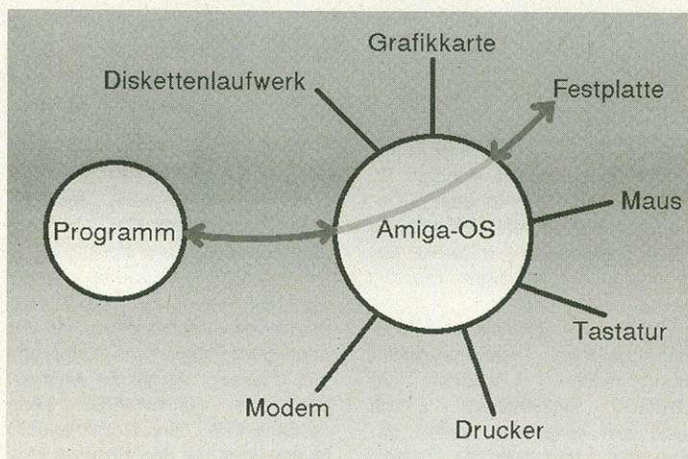 Grafikkarte
Diskettenlaufwerk
Festplatte
Maus
Programm
Amiga-OS
Tastatur
Modem
Drucker